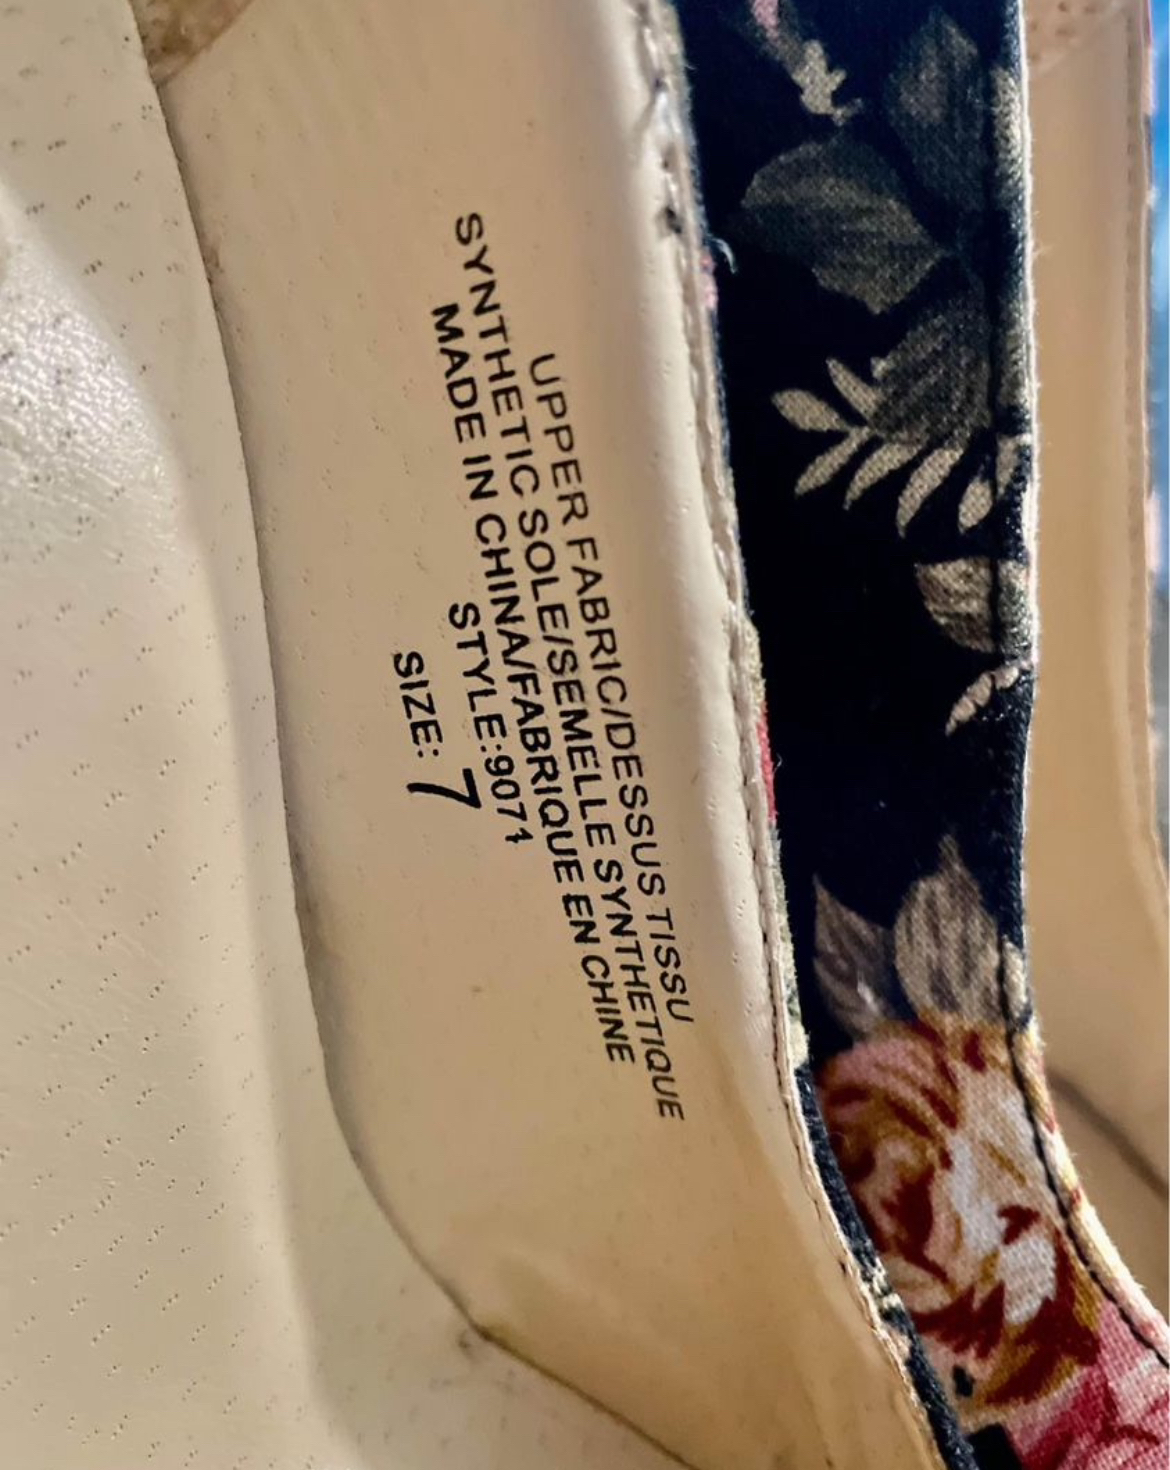 UPPER FABRIC/DESSUS TISSU
SYNTHETIC SOLE/SEMELLE SYNTHETIQUE
MADE IN CHINA/FABRIQUE EN CHINE
STYLE:9071
SIZE: 7